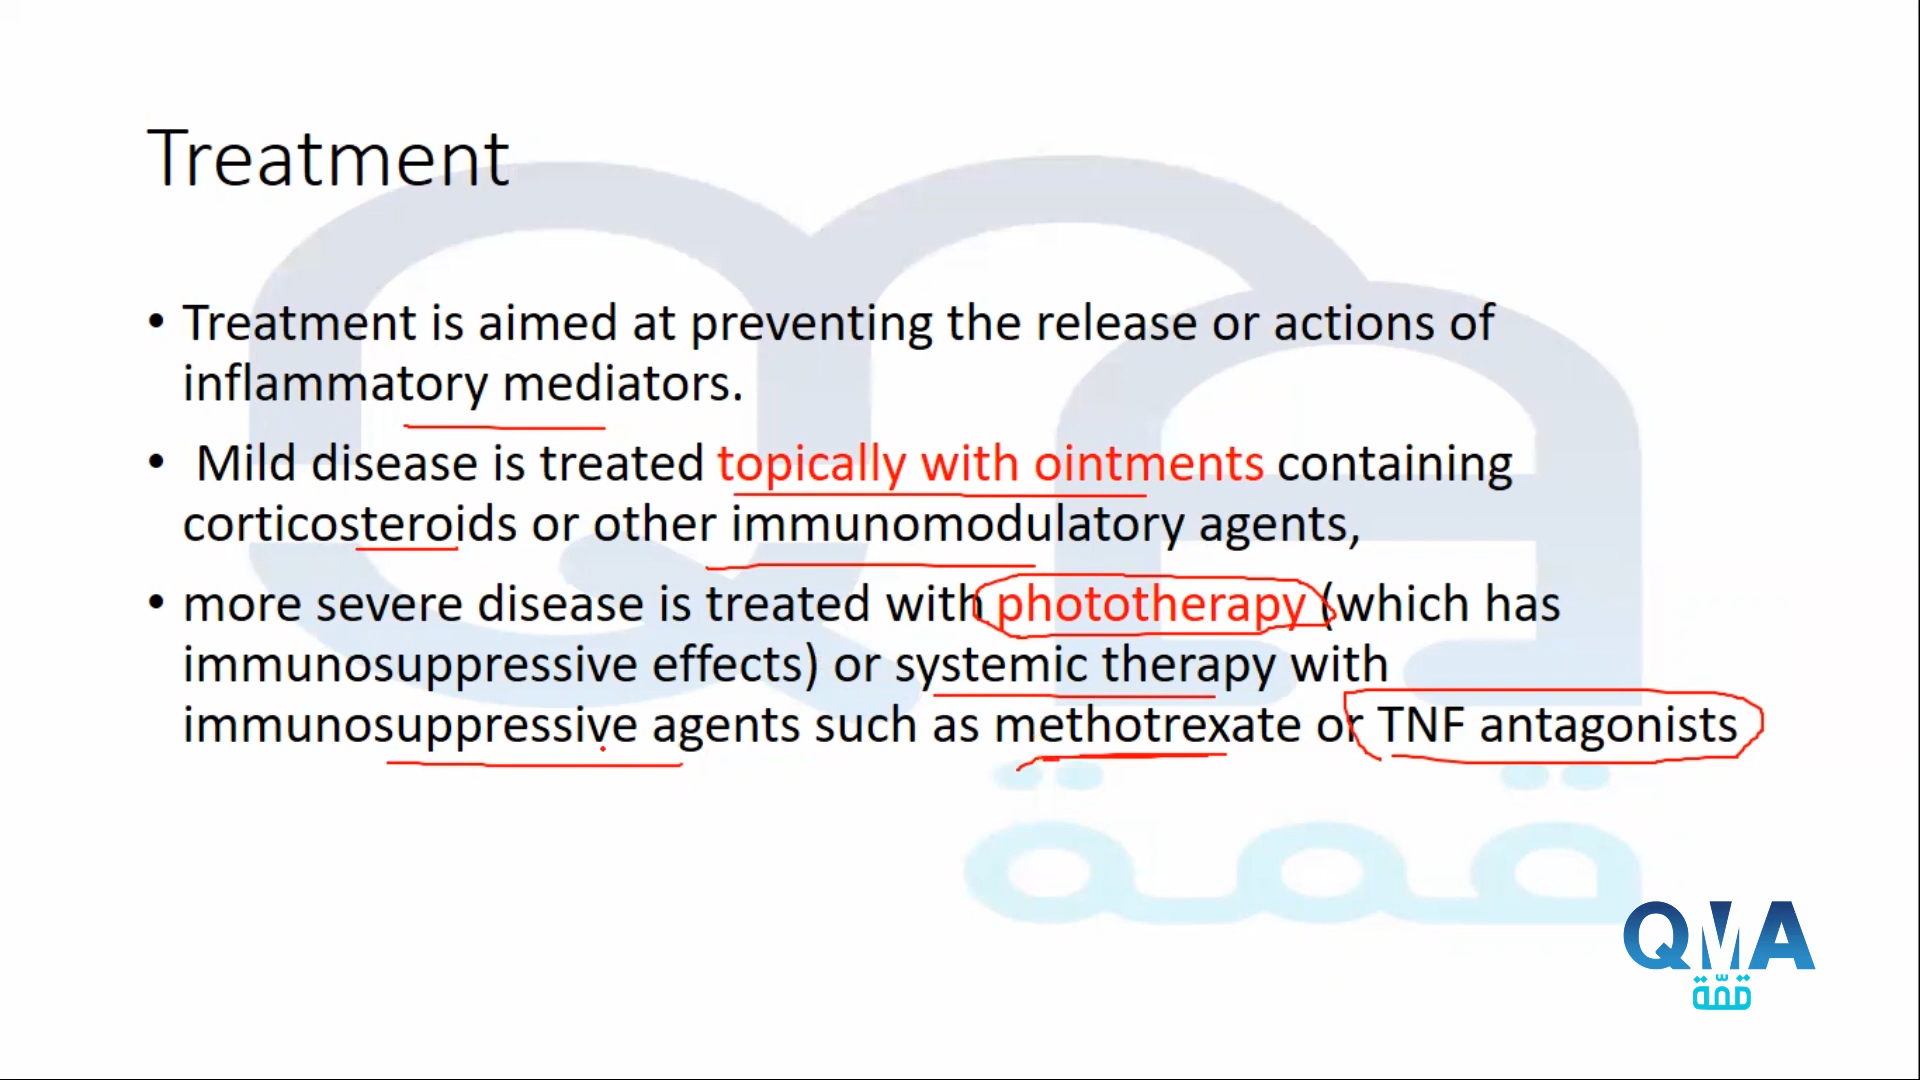 Treatment
• Treatment is aimed at preventing the release or actions of
inflammatory mediators.
• Mild disease is treated topically with ointments containing
corticosteroids or other immunomodulatory agents,
• more severe disease is treated with phototherapy (which has
immunosuppressive effects) or systemic therapy with
immunosuppressive agents such as methotrexate or TNF antagonists
قمة
QMA
قمّة